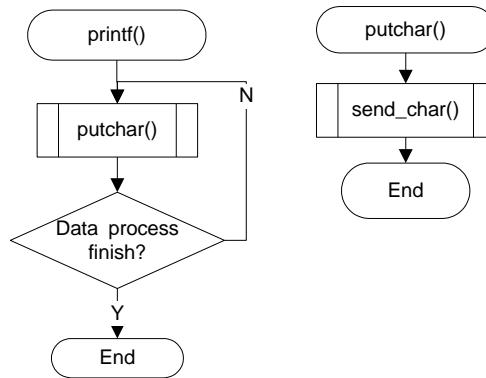 printf()
N
putchar()
Data process
finish?
Y
End
putchar()
send_char()
End